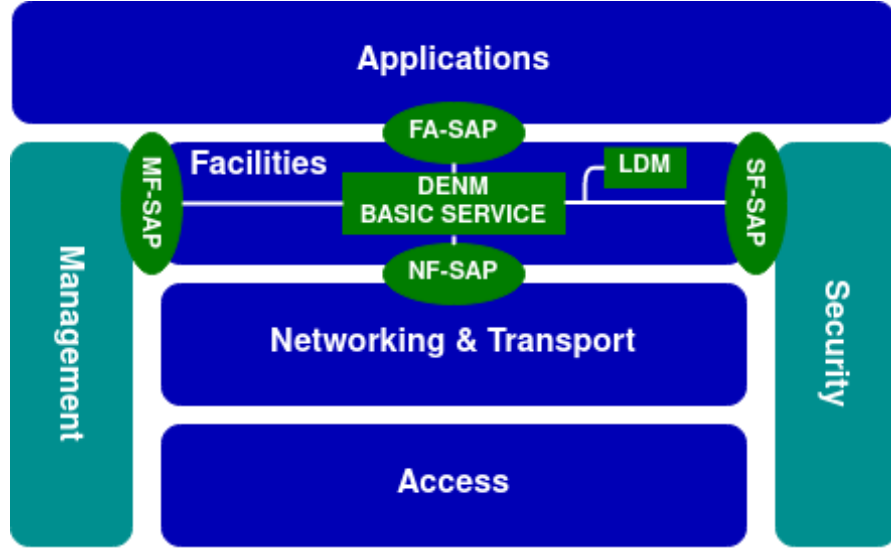 Applications
FA-SAP
MF-SAP
Facilities
LDM
SF-SAP
DENM
BASIC SERVICE
NF-SAP
Management
Networking & Transport
Security
Access